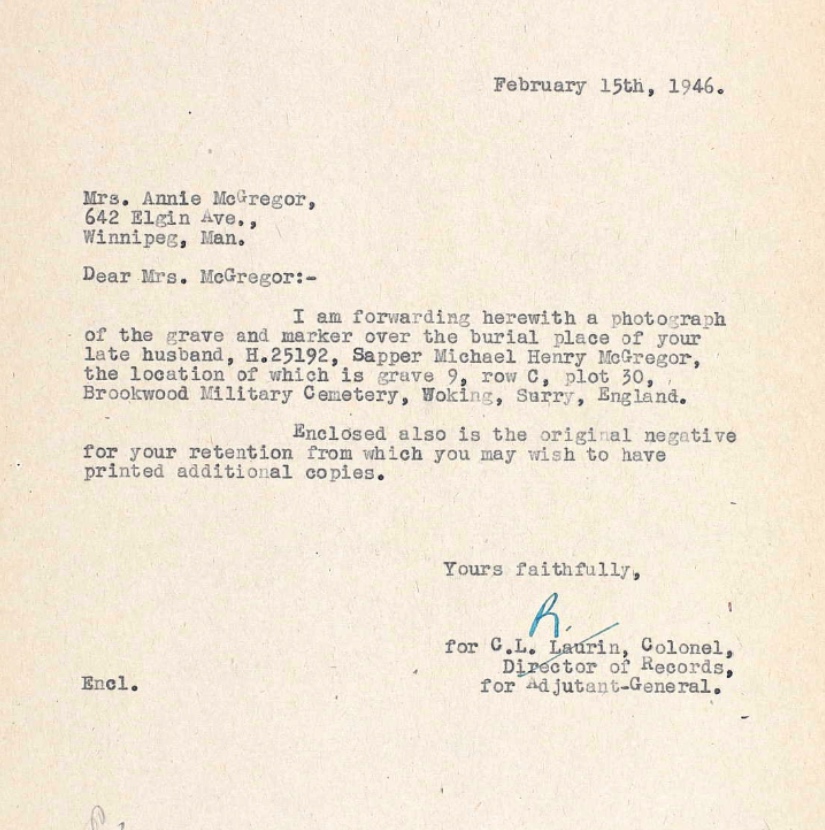 February 15th, 1946.
Mrs. Annie McGregor,
642 Elgin Ave.,
Winnipeg, Man.
Dear Mrs. McGregor:-
I am forwarding herewith a photograph
of the grave and marker over the burial place of your
late husband, H.25192, Sapper Michael Henry McGregor,
the location of which is grave 9, row C, plot 30,
Brookwood Military Cemetery, Woking, Surry, England.
Enclosed also is the original negative
for your retention from which you may wish to have
printed additional copies.
Yours faithfully,
R.
for C.L. Laurin, Colonel,
Director of Records,
for Adjutant-General.
Encl.